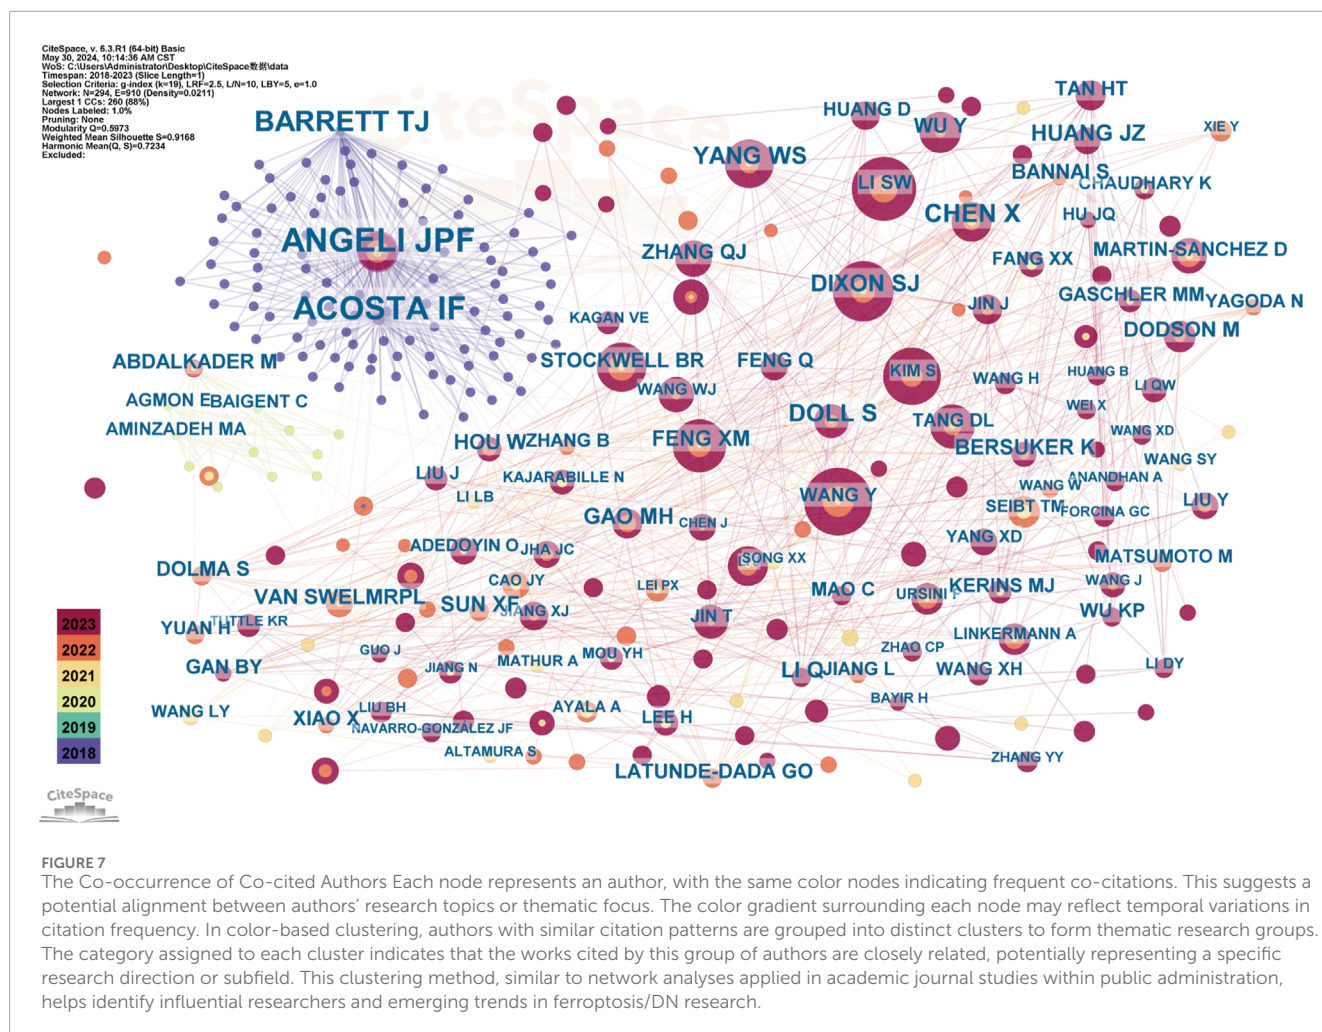 CiteSpace, v. 6.3.R1 (64-bit) Basic
May 30, 2024, 10:14:36 AM CST
WoS: C:\Users\Administrator\Desktop\CiteSpace数据\data
Timespan: 2018-2023 (Slice Length=1)
Selection Criteria: g-index (k=19), LRF=2.5, L/N=10, LBY=5, e=1.0
Network: N=294, E=910 (Density=0.0211)
Largest 1 CCs: 260 (88%)
Nodes Labeled: 1.0%
Pruning: None
Modularity Q=0.5973
Weighted Mean Silhouette S=0.9168
Harmonic Mean(Q, S)=0.7234
Excluded:
CiteSpace
TAN HT
HUANG D
BARRETT TJ
WU Y
HUANG JZ
XIE Y
YANG WS
BANNAI S
LI SW
CHAUDHARY K
CHEN X
HU JQ
ANGELI JPF
ZHANG QJ
FANG XX
MARTIN-SANCHEZ D
DIXON SJ
GASCHLER MM
YAGODA N
ACOSTA IF
JIN J
KAGAN VE
DODSON M
ABDALKADER M
STOCKWELL BR
FENG Q
KIM S
WANG H
HUANG B
LI QW
WANG WJ
AGMON E
BAIGENT C
WEI X
DOLL S
TANG DL
AMINZADEH MA
WANG XD
HOU W
ZHANG B
FENG XM
BERSUKER K
WANG SY
LIU J
KAJARABILLE N
ANANDHAN A
WANG W
LI LB
WANG Y
SEIBT TM
FORCINA GC
LIU Y
GAO MH
CHEN J
YANG XD
ADEDOYIN O
JHA JC
SONG XX
MATSUMOTO M
DOLMA S
CAO JY
LEI PX
MAO C
URSINI F
KERINS MJ
WANG J
VAN SWELMRPL
SUN XF
JIANG XJ
WU KP
TUTTLE KR
YUAN H
JIN T
LINKERMANN A
GUO J
MOU YH
ZHAO CP
GAN BY
JIANG N
MATHUR A
LI Q
JIANG L
WANG XH
LI DY
BAYIR H
WANG LY
XIAO X
LIU BH
AYALA A
LEE H
NAVARRO-GONZÁLEZ JF
ALTAMURA S
ZHANG YY
LATUNDE-DADA GO
2023
2022
2021
2020
2019
2018
CiteSpace
FIGURE 7
The Co-occurrence of Co-cited Authors Each node represents an author, with the same color nodes indicating frequent co-citations. This suggests a
potential alignment between authors’ research topics or thematic focus. The color gradient surrounding each node may reflect temporal variations in
citation frequency. In color-based clustering, authors with similar citation patterns are grouped into distinct clusters to form thematic research groups.
The category assigned to each cluster indicates that the works cited by this group of authors are closely related, potentially representing a specific
research direction or subfield. This clustering method, similar to network analyses applied in academic journal studies within public administration,
helps identify influential researchers and emerging trends in ferroptosis/DN research.